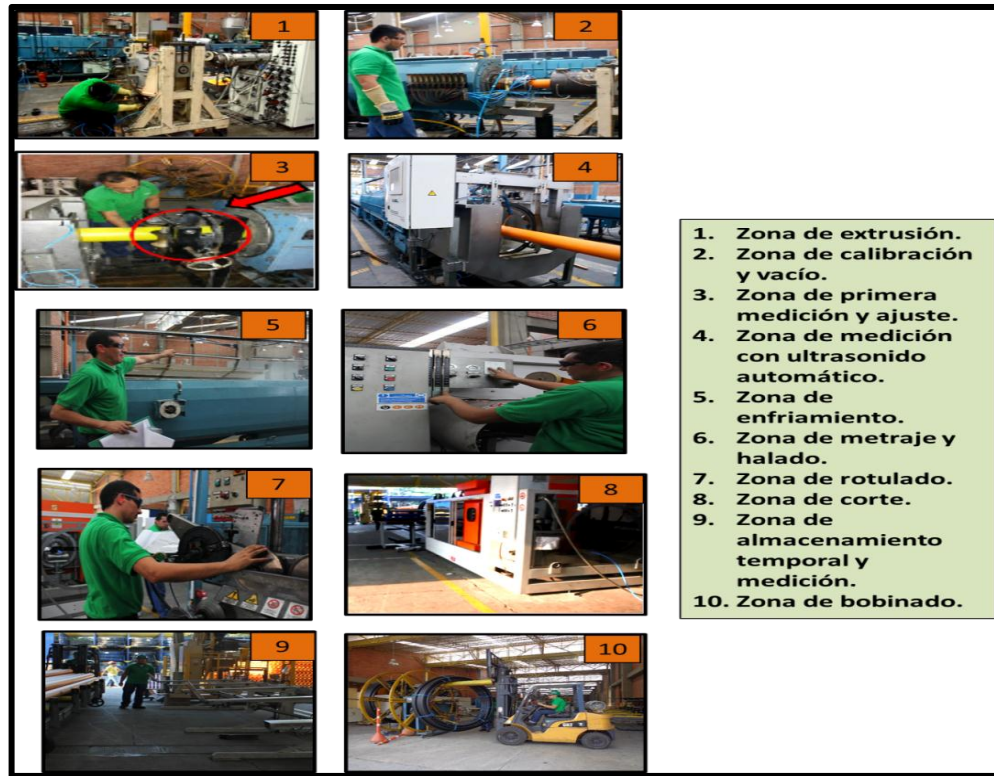 1
2
3
4
5
6
7
8
9
10
1. Zona de extrusión.
2. Zona de calibración
y vacío.
3. Zona de primera
medición y ajuste.
4. Zona de medición
con ultrasonido
automático.
5. Zona de
enfriamiento.
6. Zona de metraje y
halado.
7. Zona de rotulado.
8. Zona de corte.
9. Zona de
almacenamiento
temporal y
medición.
10. Zona de bobinado.